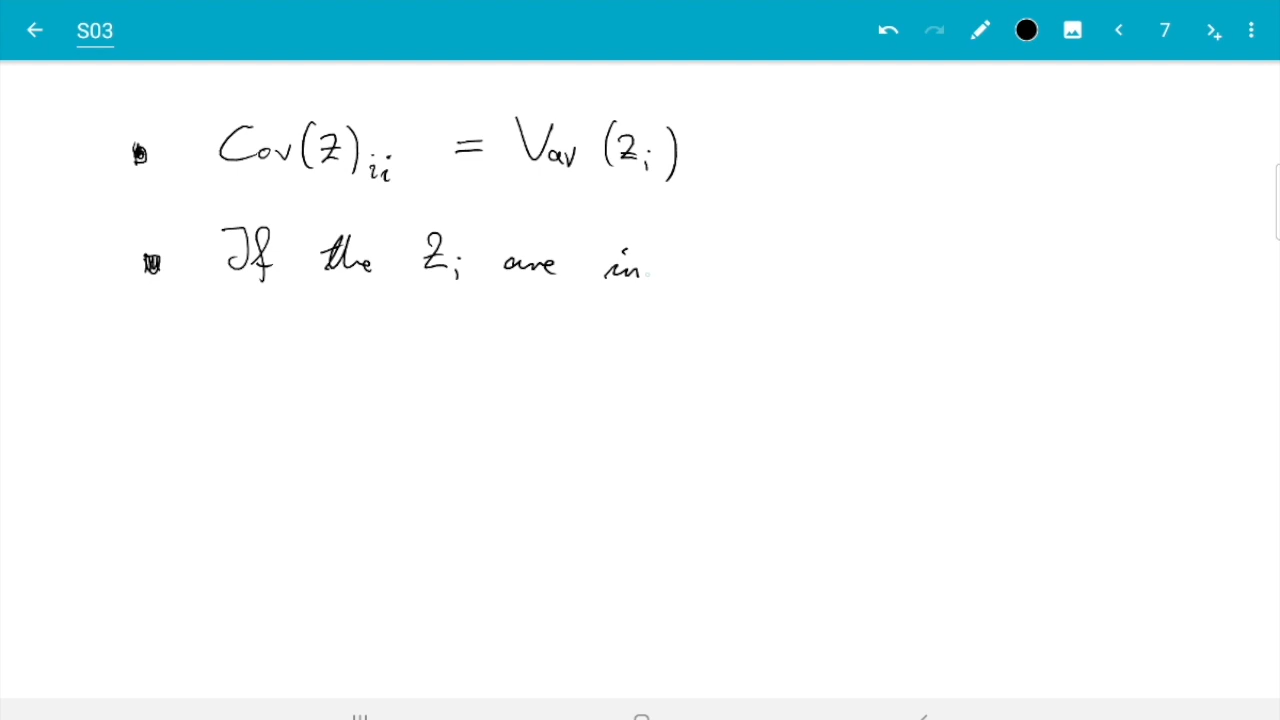 S03 7
Cov(Z)ii = Var(Zi)
If the Zi are in